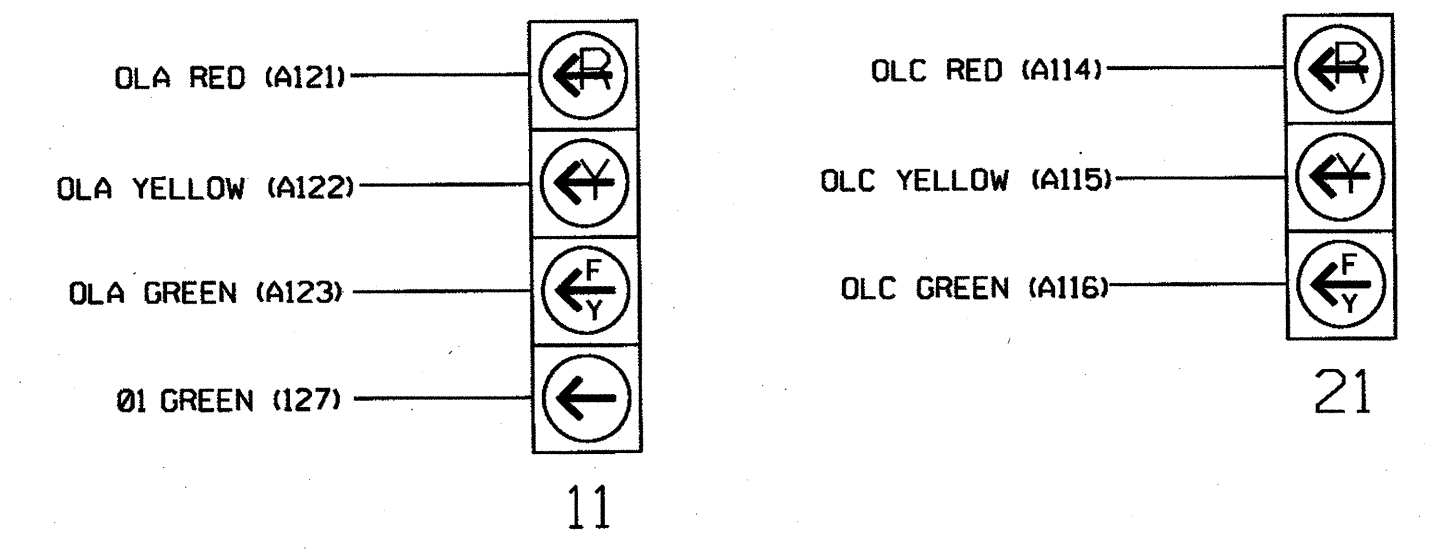 OLA RED (A121)
R
OLA YELLOW (A122)
Y
OLA GREEN (A123)
F
Y
Ø1 GREEN (127)
11
OLC RED (A114)
R
OLC YELLOW (A115)
Y
OLC GREEN (A116)
F
Y
21